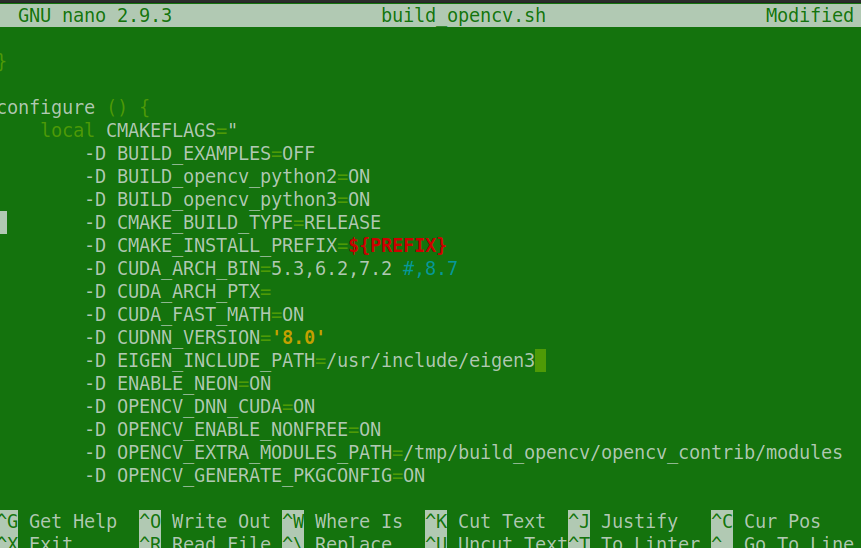 GNU nano 2.9.3 build_opencv.sh Modified
}
configure () {
local CMAKEFLAGS="
-D BUILD_EXAMPLES=OFF
-D BUILD_opencv_python2=ON
-D BUILD_opencv_python3=ON
-D CMAKE_BUILD_TYPE=RELEASE
-D CMAKE_INSTALL_PREFIX=${PREFIX}
-D CUDA_ARCH_BIN=5.3,6.2,7.2 #,8.7
-D CUDA_ARCH_PTX=
-D CUDA_FAST_MATH=ON
-D CUDNN_VERSION='8.0'
-D EIGEN_INCLUDE_PATH=/usr/include/eigen3
-D ENABLE_NEON=ON
-D OPENCV_DNN_CUDA=ON
-D OPENCV_ENABLE_NONFREE=ON
-D OPENCV_EXTRA_MODULES_PATH=/tmp/build_opencv/opencv_contrib/modules
-D OPENCV_GENERATE_PKGCONFIG=ON
^G Get Help ^O Write Out ^W Where Is ^K Cut Text ^J Justify ^C Cur Pos
^X Exit ^R Read File ^\ Replace ^U Uncut Text ^T To Linter ^_ Go To Line